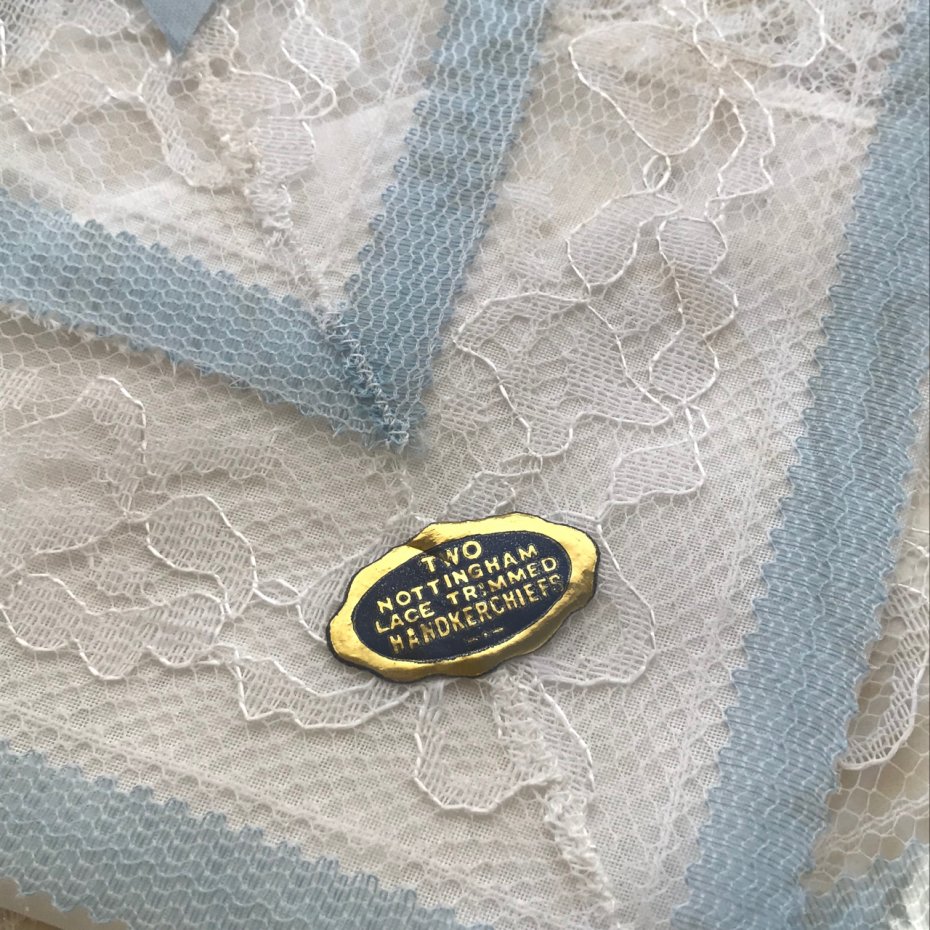 TWO
NOTTINGHAM
LACE TRIMMED
HANDKERCHIEFS